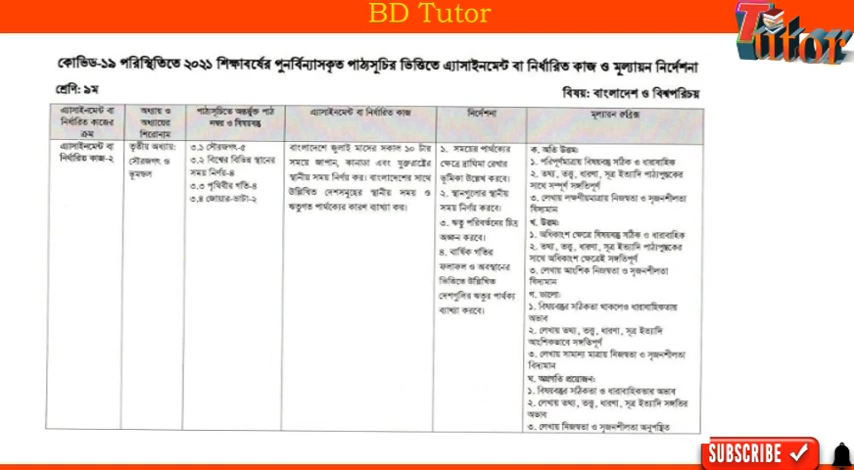 BD Tutor
Tutor
কোভিড-১৯ পরিস্থিতিতে ২০২১ শিক্ষাবর্ষের পুনর্বিন্যাসকৃত পাঠ্যসূচির ভিত্তিতে এ্যাসাইনমেন্ট বা নির্ধারিত কাজ ও মূল্যায়ন নির্দেশনা
শ্রেণি: ৯ম
বিষয়: বাংলাদেশ ও বিশ্বপরিচয়
এ্যাসাইনমেন্ট বা
নির্ধারিত কাজের
ক্রম
অধ্যায় ও
অধ্যায়ের
শিরোনাম
পাঠ্যসূচিতে অন্তর্ভুক্ত পাঠ
নম্বর ও বিষয়বস্তু
এ্যাসাইনমেন্ট বা নির্ধারিত কাজ
নির্দেশনা
মূল্যায়ন রুব্রিক্স
এ্যাসাইনমেন্ট বা
নির্ধারিত কাজ-২
তৃতীয় অধ্যায়:
সৌরজগৎ ও
ভূমন্ডল
৩.১ সৌরজগৎ-৫
৩.২ বিশ্বের বিভিন্ন স্থানের
সময় নির্ণয়-৪
৩.৩ পৃথিবীর গতি-৪
৩.৪ জোয়ার-ভাটা-২
বাংলাদেশে জুলাই মাসের সকাল ১০ টার
সময়ে জাপান, কানাডা এবং যুক্তরাষ্ট্রের
স্থানীয় সময় নির্ণয় কর। বাংলাদেশের সাথে
উল্লিখিত দেশসমূহের স্থানীয় সময় ও
ঋতুগত পার্থক্যের কারণ ব্যাখ্যা কর।
১. সময়ের পার্থক্যের
ক্ষেত্রে দ্রাঘিমা রেখার
ভূমিকা উল্লেখ করবে।
২. স্থানগুলোর স্থানীয়
সময় নির্ণয় করবে।
৩. ঋতু পরিবর্তনের চিত্র
অঙ্কন করবে।
৪. বার্ষিক গতির
ফলাফল ও অবস্থানের
ভিত্তিতে উল্লিখিত
দেশগুলির ঋতুর পার্থক্য
ব্যাখ্যা করবে।
ক. অতি উত্তম:
১. পরিপূর্ণমাত্রায় বিষয়বস্তু সঠিক ও ধারাবাহিক
২. তথ্য, তত্ত্ব, ধারণা, সূত্র ইত্যাদি পাঠ্যপুস্তকের
সাথে সম্পূর্ণ সঙ্গতিপূর্ণ
৩. লেখায় লক্ষণীয়মাত্রায় নিজস্বতা ও সৃজনশীলতা
বিদ্যমান
খ. উত্তম:
১. অধিকাংশ ক্ষেত্রে বিষয়বস্তু সঠিক ও ধারাবাহিক
২. তথ্য, তত্ত্ব, ধারণা, সূত্র ইত্যাদি পাঠ্যপুস্তকের
সাথে অধিকাংশ ক্ষেত্রেই সঙ্গতিপূর্ণ
৩. লেখায় আংশিক নিজস্বতা ও সৃজনশীলতা
বিদ্যমান
গ. ভালো:
১. বিষয়বস্তুর সঠিকতা থাকলেও ধারাবাহিকতায়
অভাব
২. লেখায় তথ্য, তত্ত্ব, ধারণা, সূত্র ইত্যাদি
আংশিকভাবে সঙ্গতিপূর্ণ
৩. লেখায় সামান্য মাত্রায় নিজস্বতা ও সৃজনশীলতা
বিদ্যমান
ঘ. অগ্রগতি প্রয়োজন:
১. বিষয়বস্তুর সঠিকতা ও ধারাবাহিকতার অভাব
২. লেখায় তথ্য, তত্ত্ব, ধারণা, সূত্র ইত্যাদি সঙ্গতির
অভাব
৩. লেখায় নিজস্বতা ও সৃজনশীলতা অনুপস্থিত
SUBSCRIBE